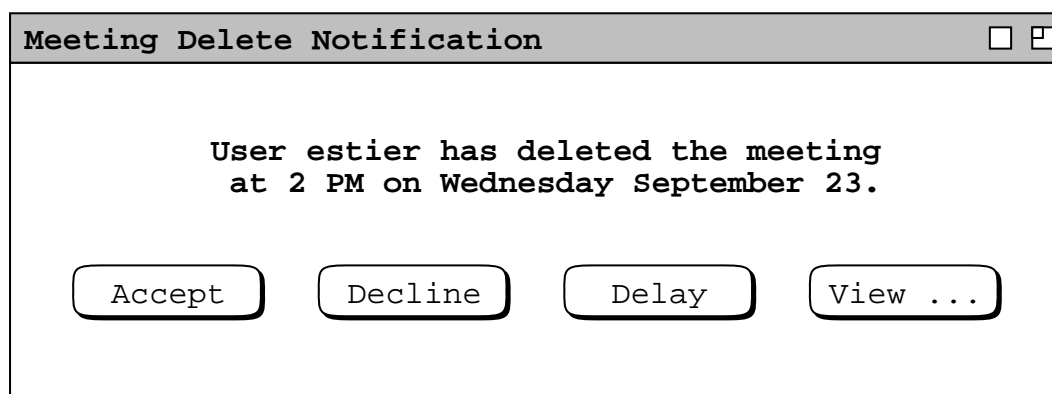 Meeting Delete Notification
User estier has deleted the meeting
at 2 PM on Wednesday September 23.
Accept Decline Delay View ...